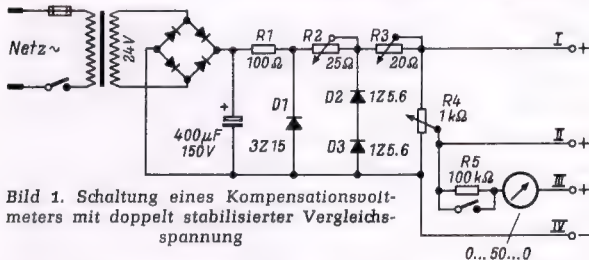 Netz~
24V
+
400µF
150V
R1
100Ω
D1
3Z15
R2
25Ω
D2
1Z5.6
D3
1Z5.6
R3
20Ω
R4
1kΩ
R5
100kΩ
I
+
II
+
III
+
IV
−
0...50...0
Bild 1. Schaltung eines Kompensationsvolt-
meters mit doppelt stabilisierter Vergleichs-
spannung